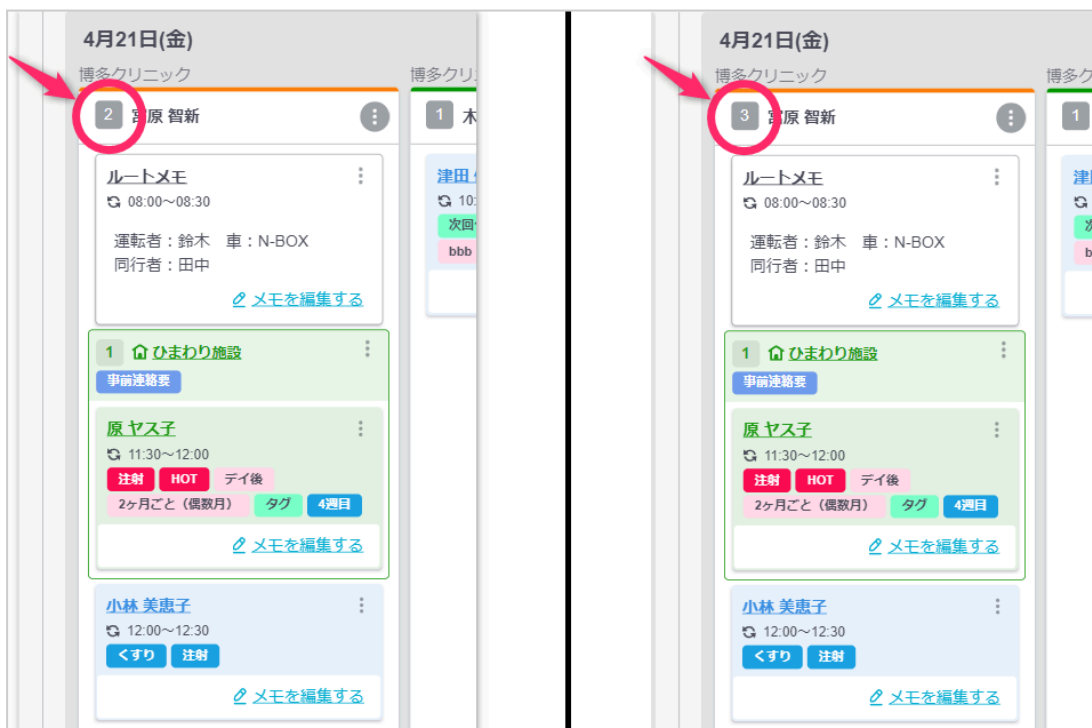 4月21日(金)
博多クリニック
博多クリ
2 宮原 智新
1 木
ルートメモ
08:00〜08:30
運転者：鈴木　車：N-BOX
同行者：田中
メモを編集する
1 ひまわり施設
事前連絡要
原 ヤス子
11:30〜12:00
注射 HOT デイ後
2ヶ月ごと（偶数月） タグ 4週目
メモを編集する
小林 美恵子
12:00〜12:30
くすり 注射
メモを編集する
津田
10:
次回
bbb
4月21日(金)
博多クリニック
博多ク
3 宮原 智新
1
ルートメモ
08:00〜08:30
運転者：鈴木　車：N-BOX
同行者：田中
メモを編集する
1 ひまわり施設
事前連絡要
原 ヤス子
11:30〜12:00
注射 HOT デイ後
2ヶ月ごと（偶数月） タグ 4週目
メモを編集する
小林 美恵子
12:00〜12:30
くすり 注射
メモを編集する
津